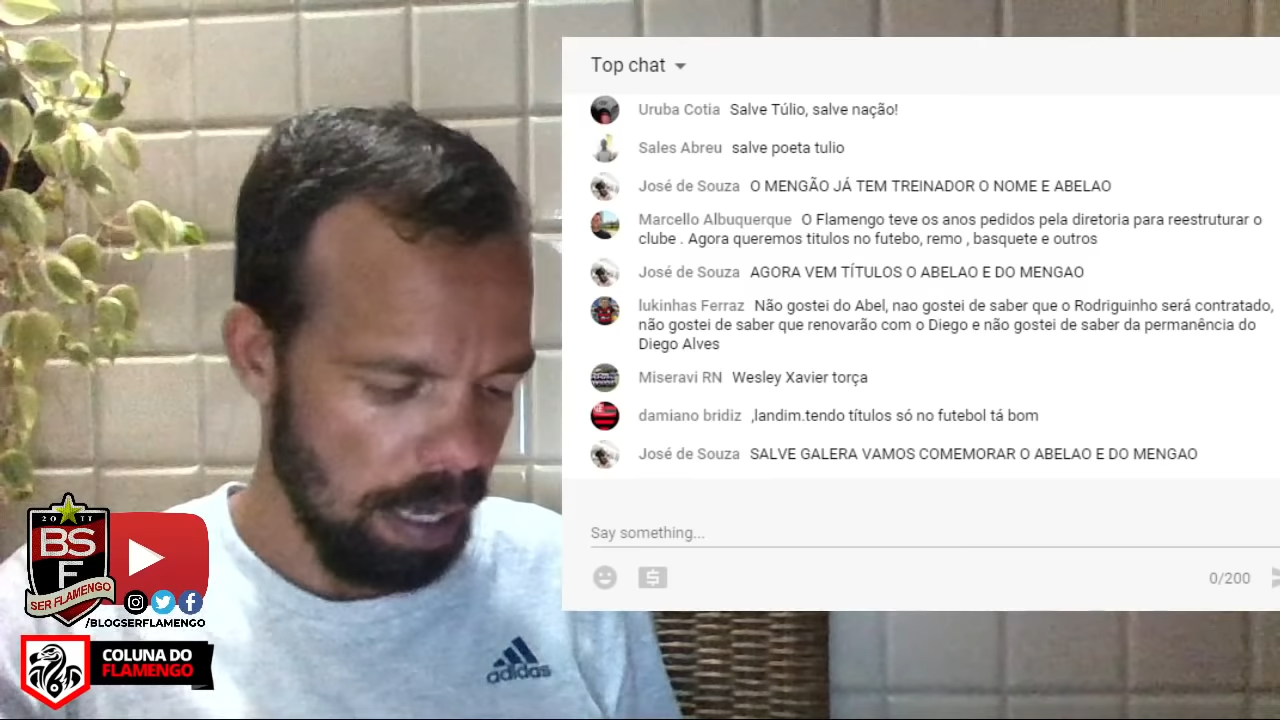 Top chat
Uruba Cotia Salve Túlio, salve nação!
Sales Abreu salve poeta tulio
José de Souza O MENGÃO JÁ TEM TREINADOR O NOME E ABELAO
Marcello Albuquerque O Flamengo teve os anos pedidos pela diretoria para reestruturar o
clube . Agora queremos titulos no futebo, remo , basquete e outros
José de Souza AGORA VEM TÍTULOS O ABELAO E DO MENGAO
lukinhas Ferraz Não gostei do Abel, nao gostei de saber que o Rodriguinho será contratado,
não gostei de saber que renovarão com o Diego e não gostei de saber da permanência do
Diego Alves
Miseravi RN Wesley Xavier torça
damiano bridiz ,landim.tendo títulos só no futebol tá bom
José de Souza SALVE GALERA VAMOS COMEMORAR O ABELAO E DO MENGAO
Say something...
0/200
2011
BS
F
SER FLAMENGO
/BLOGSERFLAMENGO
COLUNA DO
FLAMENGO
adidas